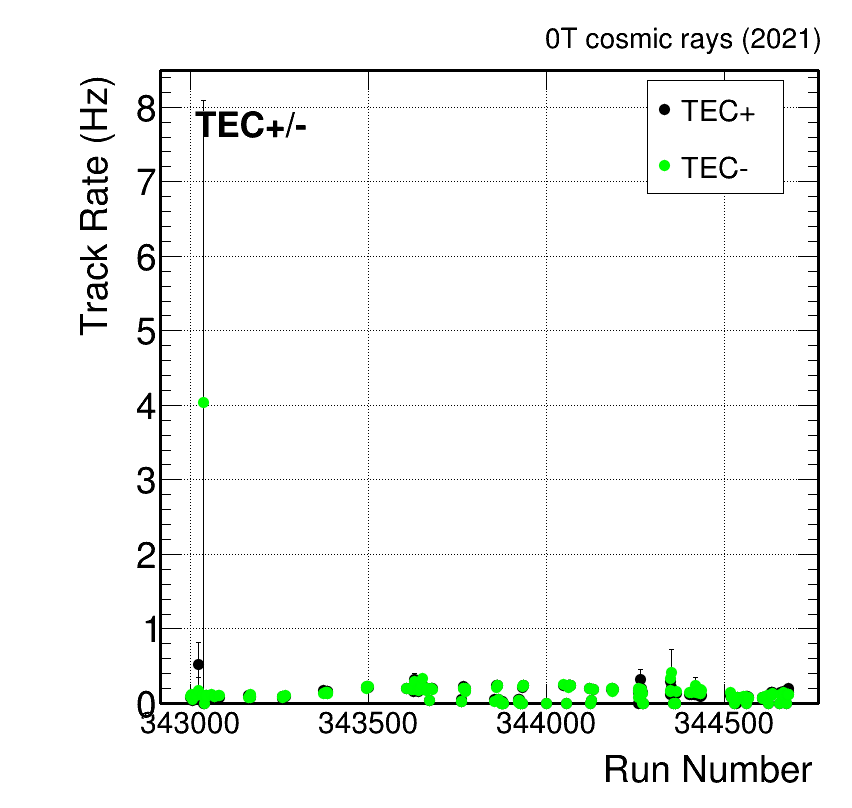 0T cosmic rays (2021)
Track Rate (Hz)
TEC+/-
TEC+
TEC-
8
7
6
5
4
3
2
1
0
343000
343500
344000
344500
Run Number